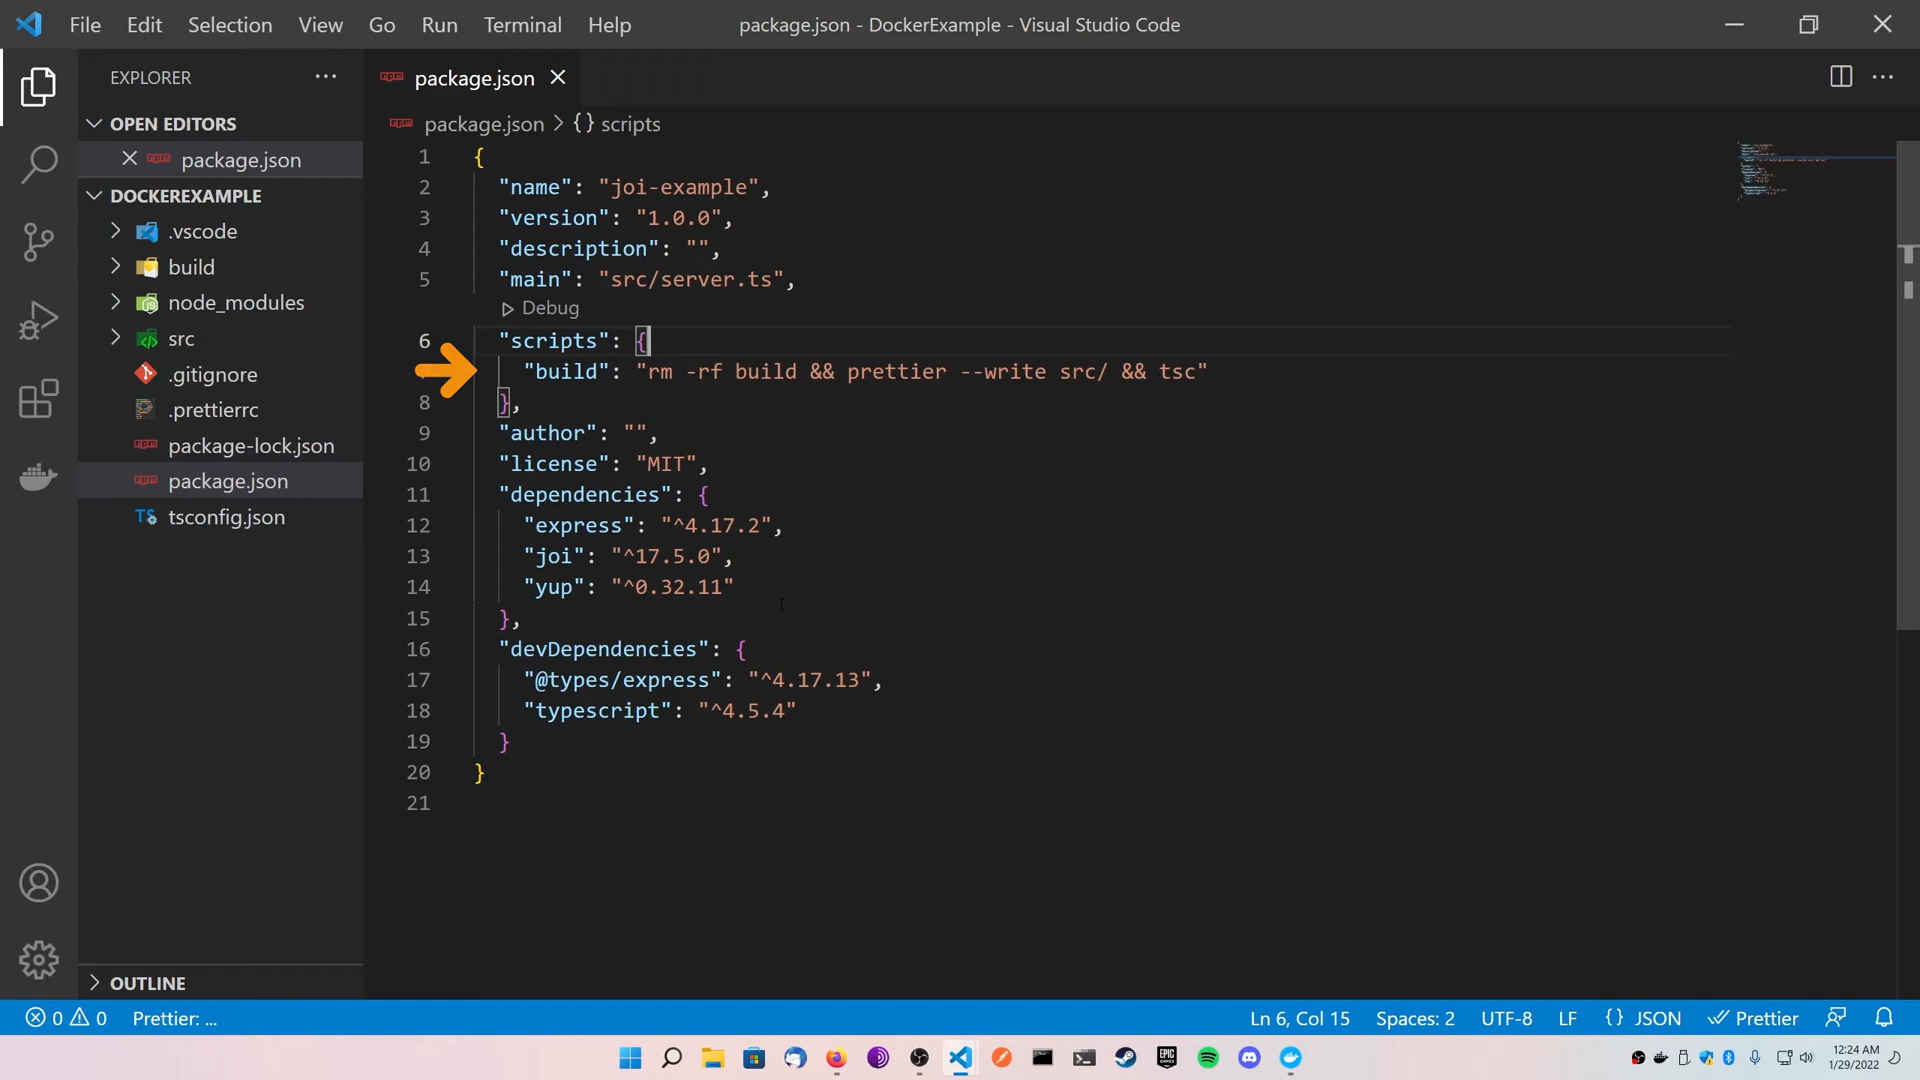 File Edit Selection View Go Run Terminal Help package.json - DockerExample - Visual Studio Code
EXPLORER
OPEN EDITORS
package.json
DOCKEREXAMPLE
.vscode
build
node_modules
src
.gitignore
.prettierrc
package-lock.json
package.json
tsconfig.json
OUTLINE
package.json
package.json > {} scripts
1 {
2 "name": "joi-example",
3 "version": "1.0.0",
4 "description": "",
5 "main": "src/server.ts",
Debug
6 "scripts": {
"build": "rm -rf build && prettier --write src/ && tsc"
8 },
9 "author": "",
10 "license": "MIT",
11 "dependencies": {
12 "express": "^4.17.2",
13 "joi": "^17.5.0",
14 "yup": "^0.32.11"
15 },
16 "devDependencies": {
17 "@types/express": "^4.17.13",
18 "typescript": "^4.5.4"
19 }
20 }
21
0 0 Prettier: ... Ln 6, Col 15 Spaces: 2 UTF-8 LF {} JSON Prettier
EPIC GAMES
12:24 AM
1/29/2022